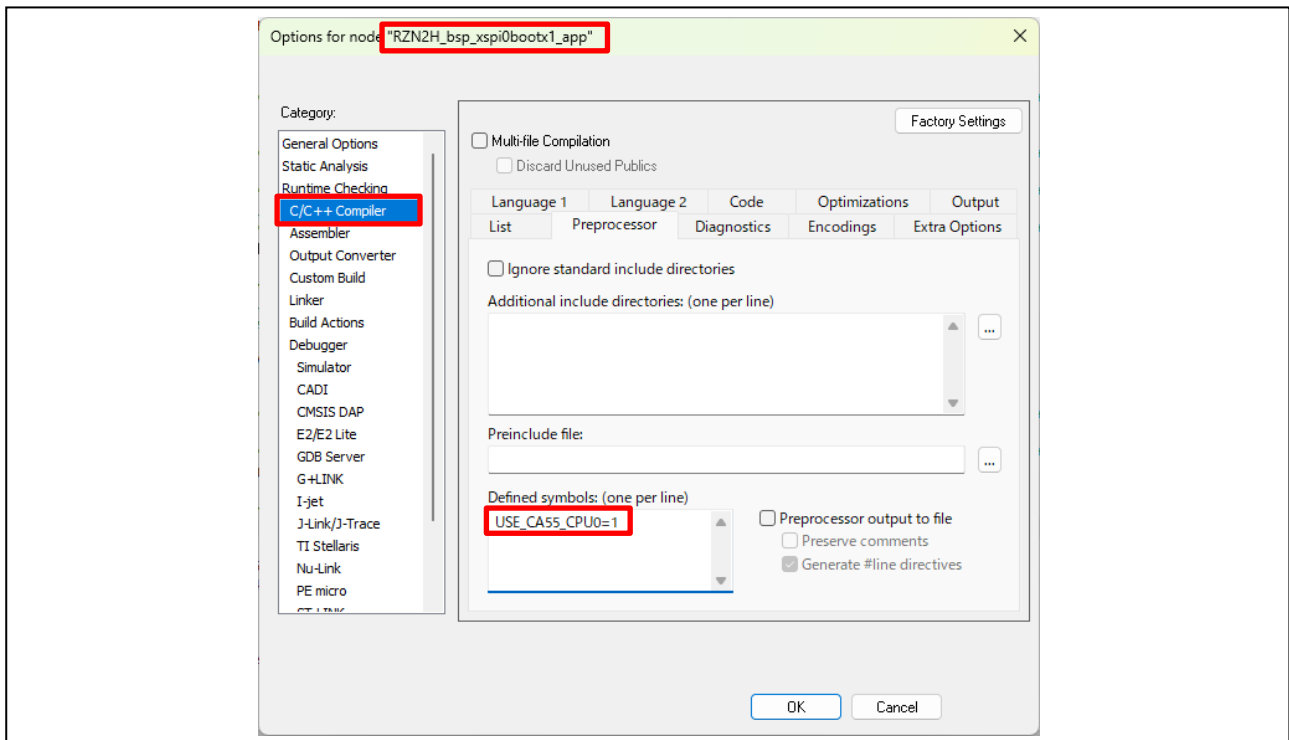 Options for node "RZN2H_bsp_xspi0bootx1_app"
Category:
General Options
Static Analysis
Runtime Checking
C/C++ Compiler
Assembler
Output Converter
Custom Build
Linker
Build Actions
Debugger
Simulator
CADI
CMSIS DAP
E2/E2 Lite
GDB Server
G+LINK
I-jet
J-Link/J-Trace
TI Stellaris
Nu-Link
PE micro
ST-LINK
Factory Settings
Multi-file Compilation
Discard Unused Publics
Language 1 Language 2 Code Optimizations Output
List Preprocessor Diagnostics Encodings Extra Options
Ignore standard include directories
Additional include directories: (one per line)
...
Preinclude file:
...
Defined symbols: (one per line)
USE_CA55_CPU0=1
Preprocessor output to file
Preserve comments
Generate #line directives
OK Cancel